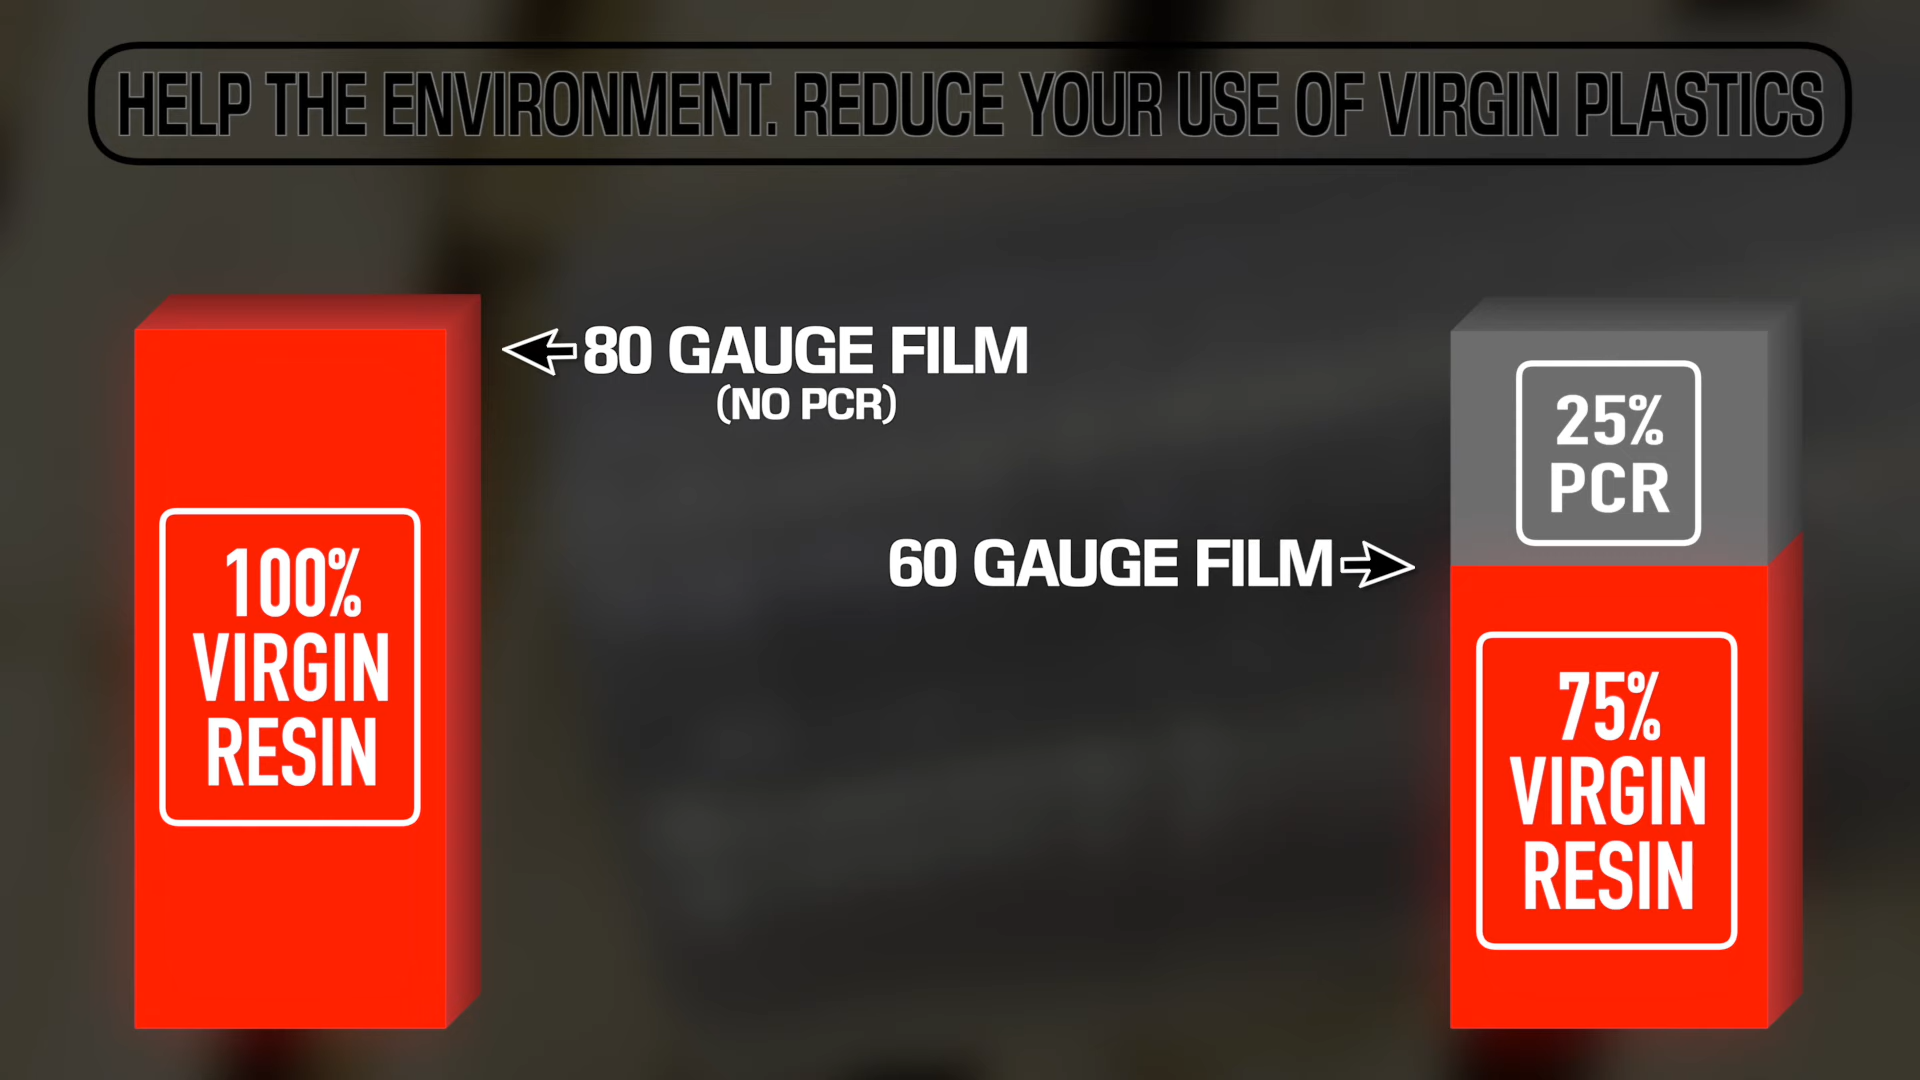 HELP THE ENVIRONMENT. REDUCE YOUR USE OF VIRGIN PLASTICS
80 GAUGE FILM
(NO PCR)
100%
VIRGIN
RESIN
60 GAUGE FILM
25%
PCR
75%
VIRGIN
RESIN